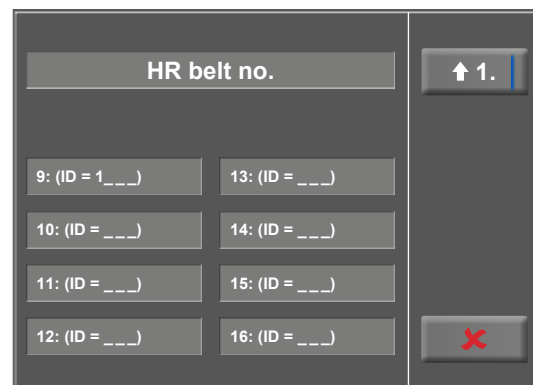 HR belt no.
1.
9: (ID = 1_ _ _)
13: (ID = _ _ _)
10: (ID = _ _ _)
14: (ID = _ _ _)
11: (ID = _ _ _)
15: (ID = _ _ _)
12: (ID = _ _ _)
16: (ID = _ _ _)